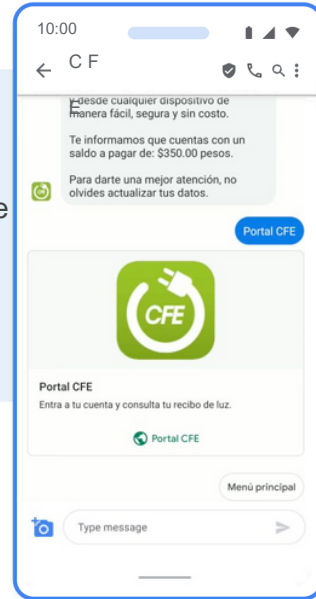 10:00
C F
E
y desde cualquier dispositivo de
manera fácil, segura y sin costo.
Te informamos que cuentas con un
saldo a pagar de: $350.00 pesos.
Para darte una mejor atención, no
olvides actualizar tus datos.
e
Portal CFE
CFE
Portal CFE
Entra a tu cuenta y consulta tu recibo de luz.
Portal CFE
Menú principal
Type message